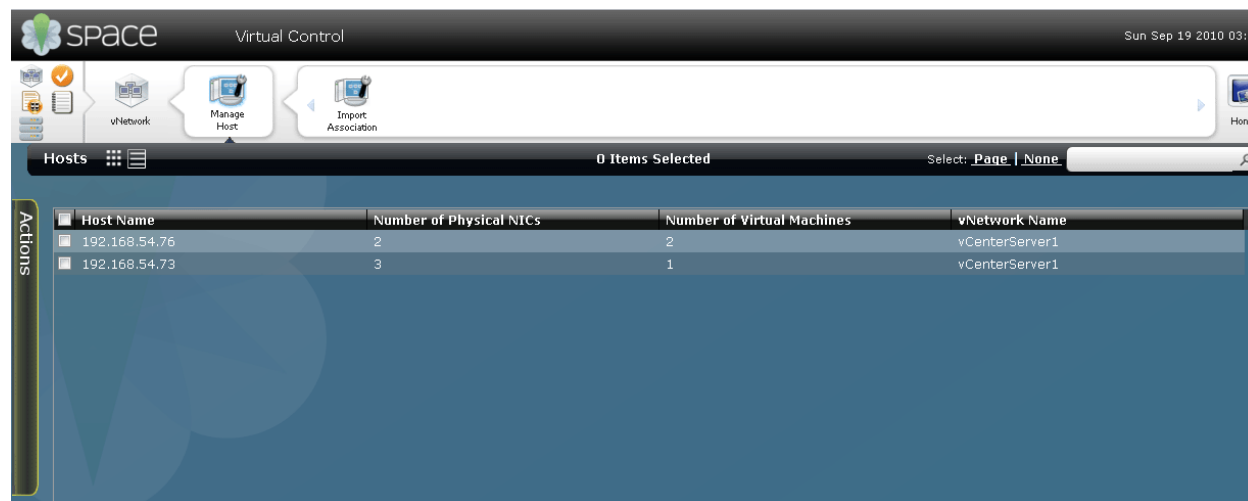 space Virtual Control Sun Sep 19 2010 03:
vNetwork Manage Host Import Association
Hosts 0 Items Selected Select: Page | None
Actions
Host Name Number of Physical NICs Number of Virtual Machines vNetwork Name
192.168.54.76 2 2 vCenterServer1
192.168.54.73 3 1 vCenterServer1